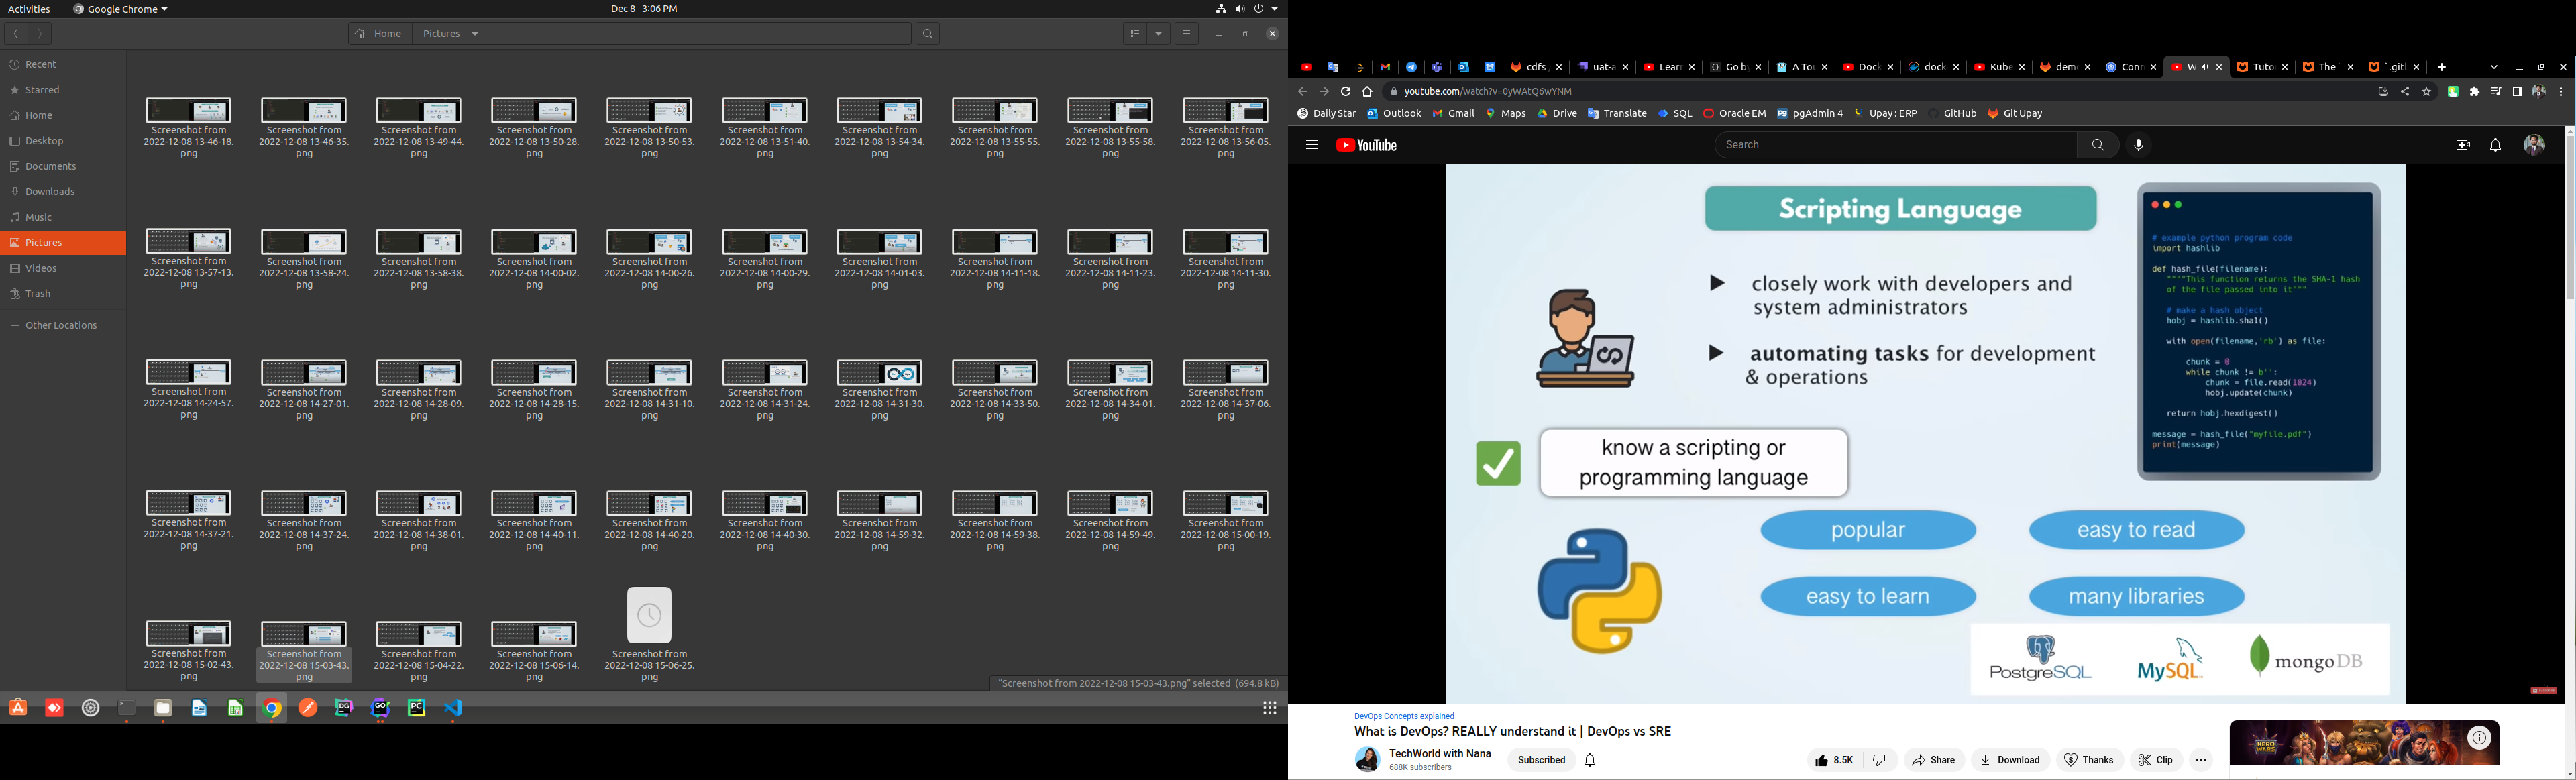 Activities
Google Chrome
Dec 8 3:06 PM
Home
Pictures
Recent
Starred
Home
Desktop
Documents
Downloads
Music
Pictures
Videos
Trash
Other Locations
Screenshot from 2022-12-08 13-46-18.png
Screenshot from 2022-12-08 13-46-35.png
Screenshot from 2022-12-08 13-49-44.png
Screenshot from 2022-12-08 13-50-28.png
Screenshot from 2022-12-08 13-50-53.png
Screenshot from 2022-12-08 13-51-40.png
Screenshot from 2022-12-08 13-54-34.png
Screenshot from 2022-12-08 13-55-55.png
Screenshot from 2022-12-08 13-55-58.png
Screenshot from 2022-12-08 13-56-05.png
Screenshot from 2022-12-08 13-57-13.png
Screenshot from 2022-12-08 13-58-24.png
Screenshot from 2022-12-08 13-58-38.png
Screenshot from 2022-12-08 14-00-02.png
Screenshot from 2022-12-08 14-00-26.png
Screenshot from 2022-12-08 14-00-29.png
Screenshot from 2022-12-08 14-01-03.png
Screenshot from 2022-12-08 14-11-18.png
Screenshot from 2022-12-08 14-11-23.png
Screenshot from 2022-12-08 14-11-30.png
Screenshot from 2022-12-08 14-24-57.png
Screenshot from 2022-12-08 14-27-01.png
Screenshot from 2022-12-08 14-28-09.png
Screenshot from 2022-12-08 14-28-15.png
Screenshot from 2022-12-08 14-31-10.png
Screenshot from 2022-12-08 14-31-24.png
Screenshot from 2022-12-08 14-31-30.png
Screenshot from 2022-12-08 14-33-50.png
Screenshot from 2022-12-08 14-34-01.png
Screenshot from 2022-12-08 14-37-06.png
Screenshot from 2022-12-08 14-37-21.png
Screenshot from 2022-12-08 14-37-24.png
Screenshot from 2022-12-08 14-38-01.png
Screenshot from 2022-12-08 14-40-11.png
Screenshot from 2022-12-08 14-40-20.png
Screenshot from 2022-12-08 14-40-30.png
Screenshot from 2022-12-08 14-59-32.png
Screenshot from 2022-12-08 14-59-38.png
Screenshot from 2022-12-08 14-59-49.png
Screenshot from 2022-12-08 15-00-19.png
Screenshot from 2022-12-08 15-02-43.png
Screenshot from 2022-12-08 15-03-43.png
Screenshot from 2022-12-08 15-04-22.png
Screenshot from 2022-12-08 15-06-14.png
Screenshot from 2022-12-08 15-06-25.png
"Screenshot from 2022-12-08 15-03-43.png" selected (694.8 kB)
cdfs
uat-a
Lear
Go by
A Tou
Dock
dock
Kube
dem
Conn
W
Tuto
The
`.gitl
youtube.com/watch?v=0yWAtQ6wYNM
Daily Star
Outlook
Gmail
Maps
Drive
Translate
SQL
Oracle EM
pgAdmin 4
Upay : ERP
GitHub
Git Upay
YouTube
Search
Scripting Language
closely work with developers and
system administrators
automating tasks for development
& operations
know a scripting or
programming language
popular
easy to read
easy to learn
many libraries
PostgreSQL
MySQL
mongoDB
# example python program code
import hashlib
def hash_file(filename):
""""This function returns the SHA-1 hash
of the file passed into it"""
# make a hash object
hobj = hashlib.sha1()
with open(filename,'rb') as file:
chunk = 0
while chunk != b'':
chunk = file.read(1024)
hobj.update(chunk)
return hobj.hexdigest()
message = hash_file("myfile.pdf")
print(message)
DevOps Concepts explained
What is DevOps? REALLY understand it | DevOps vs SRE
TechWorld with Nana
688K subscribers
Subscribed
8.5K
Share
Download
Thanks
Clip
HERO WARS